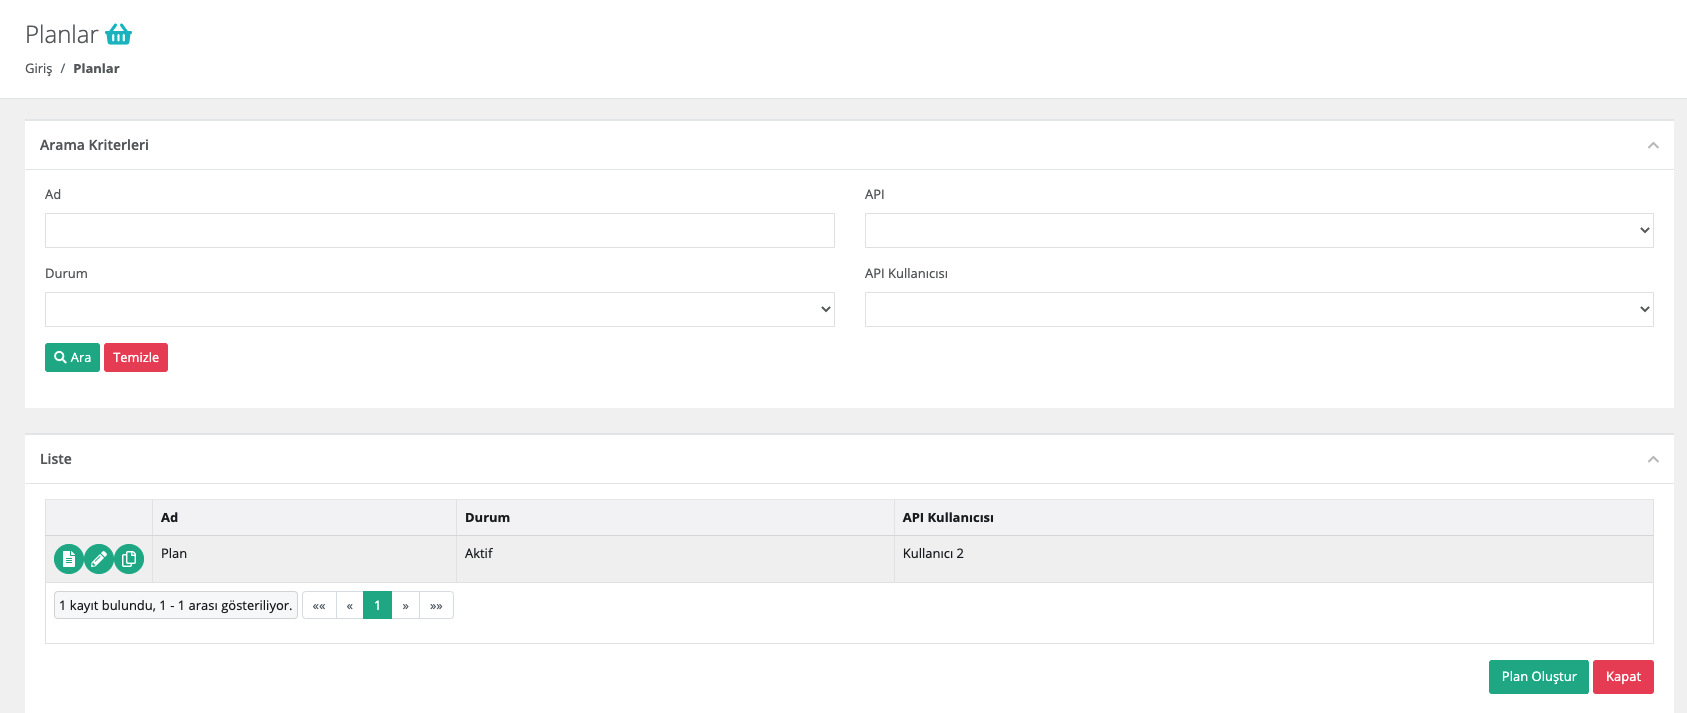 Planlar
Giriş / Planlar
Arama Kriterleri
Ad
API
Durum
API Kullanıcısı
Ara Temizle
Liste
Ad Durum API Kullanıcısı
Plan Aktif Kullanıcı 2
1 kayıt bulundu, 1 - 1 arası gösteriliyor. «« « 1 » »»
Plan Oluştur Kapat